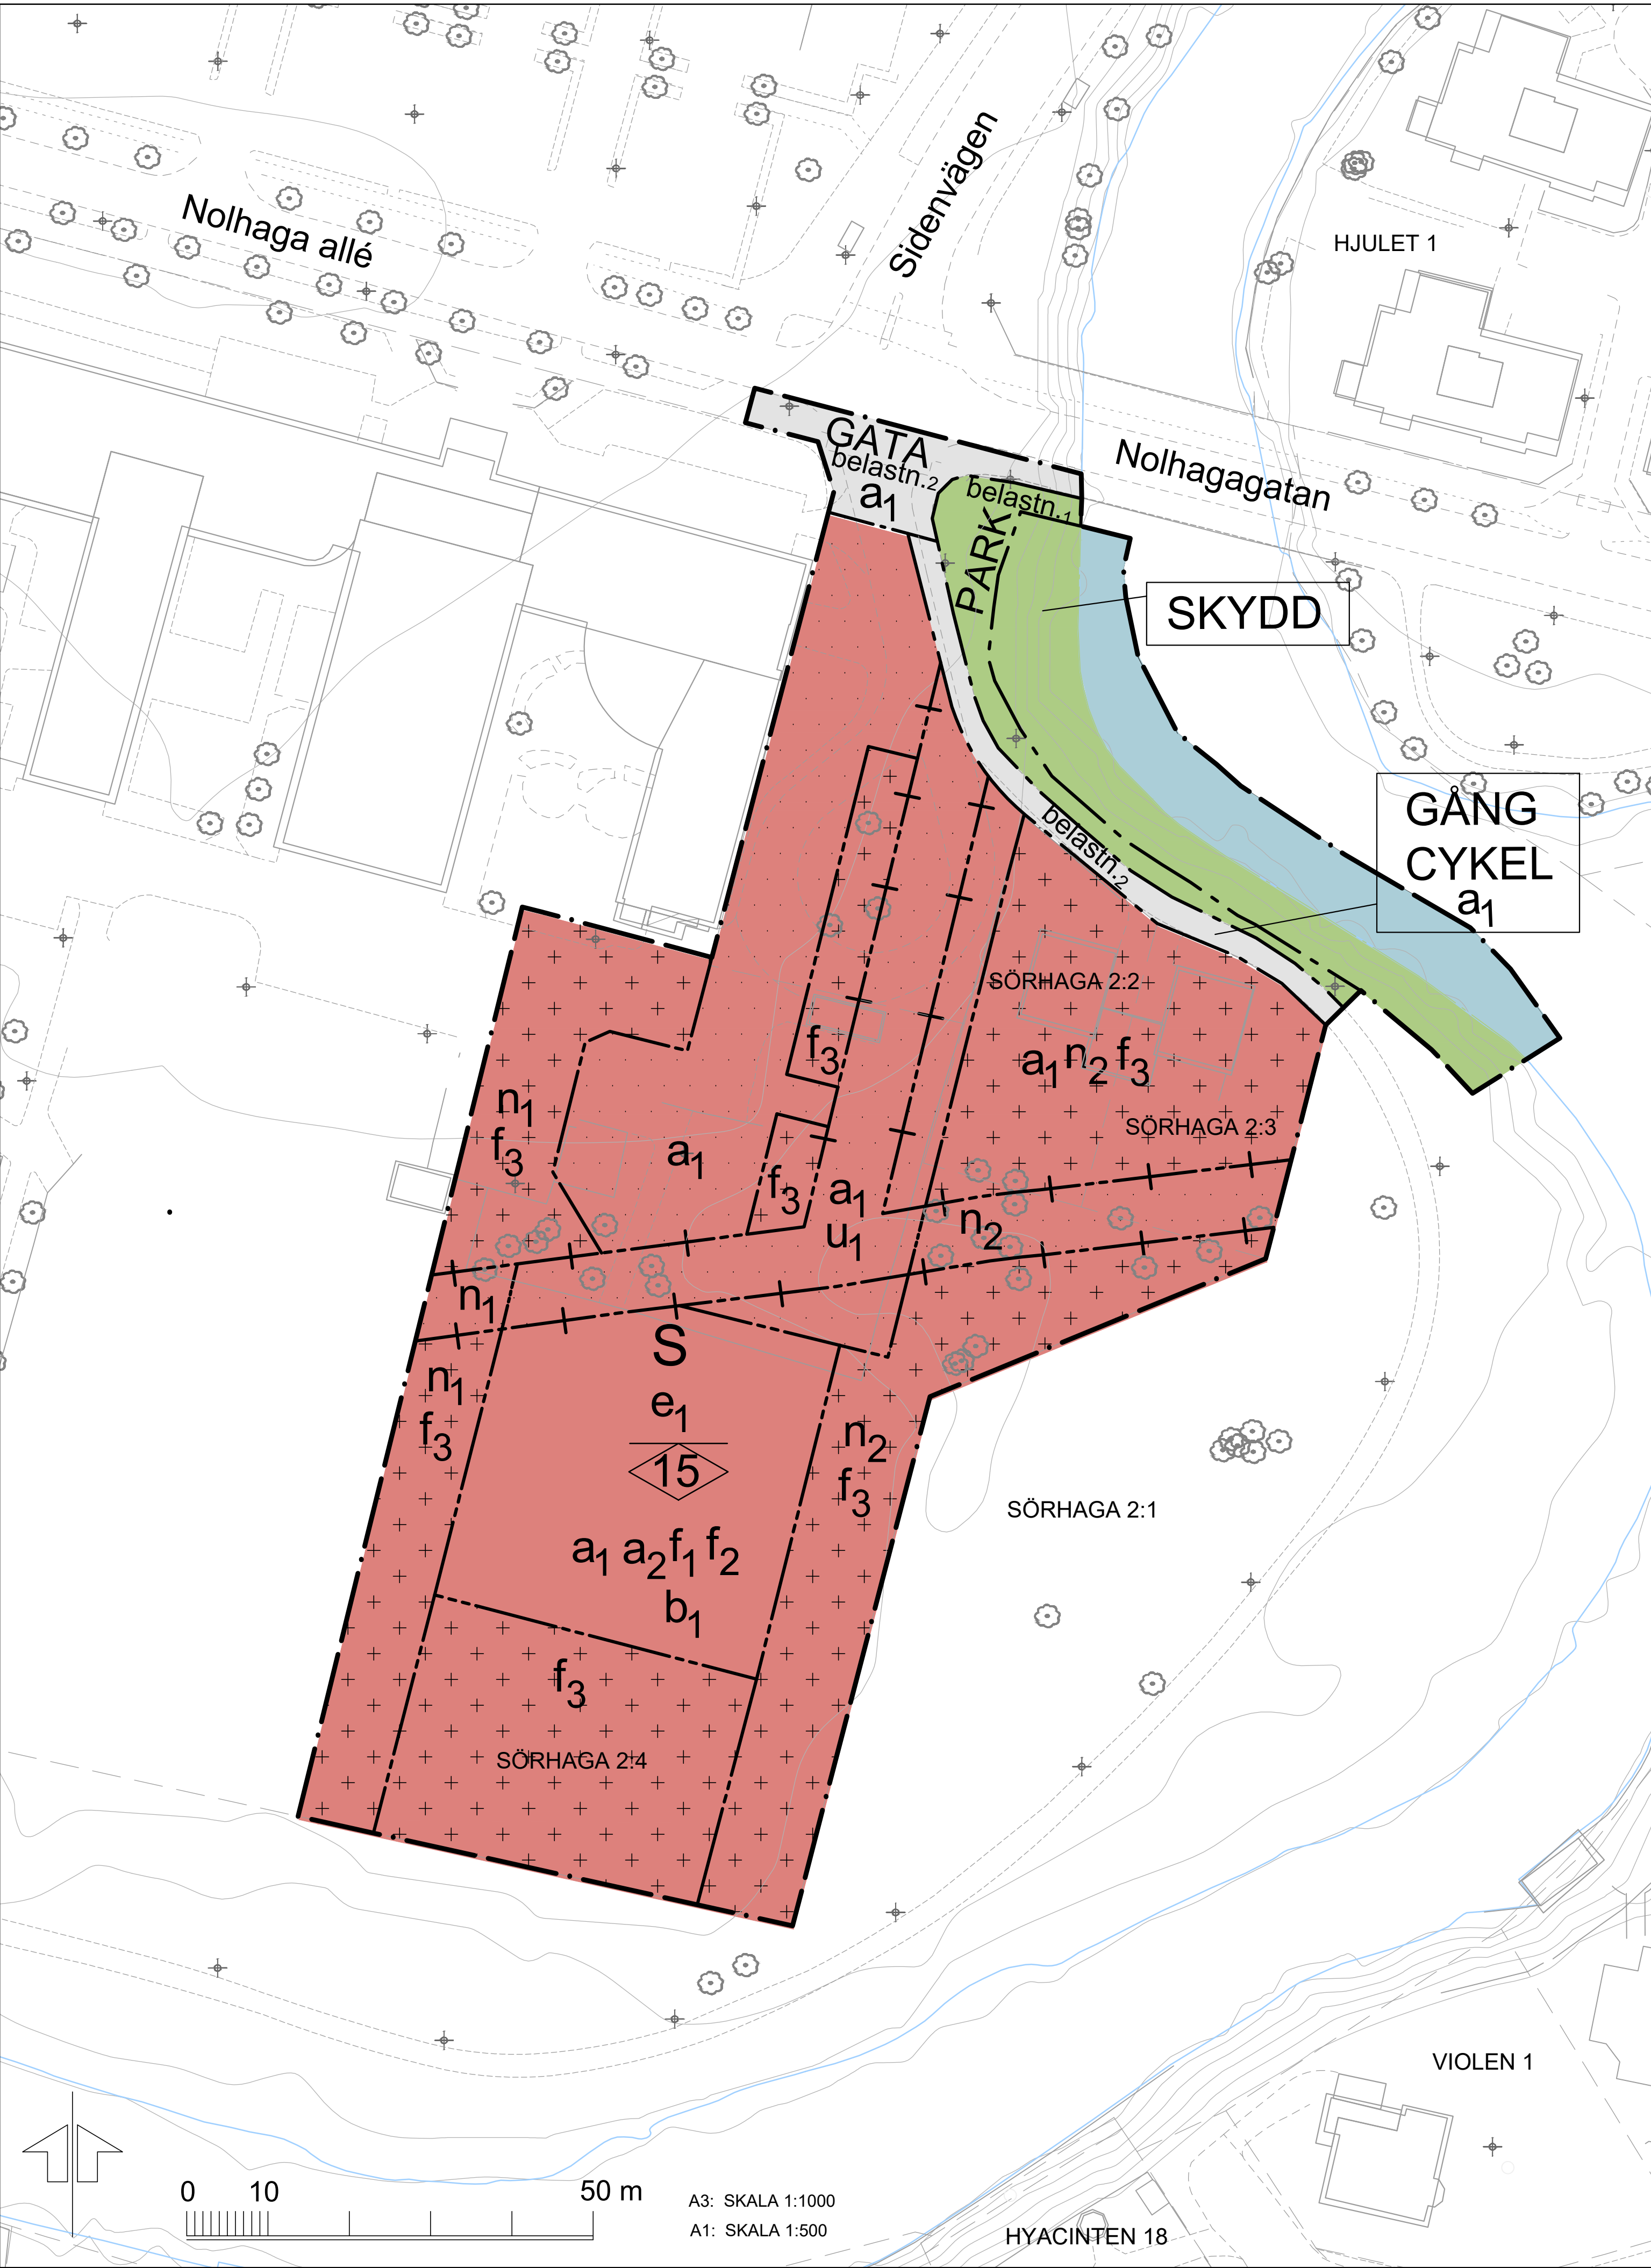 Nolhaga allé
Sidenvägen
HJULET 1
GATA
belastn.2
a1
belastn.1
Nolhagagatan
PARK
SKYDD
GÅNG
CYKEL
a1
belastn.2
SÖRHAGA 2:2
f3
a1 n2 f3
n1
f3
SÖRHAGA 2:3
a1
f3
a1
u1
n2
n1
S
n1
f3
e1
n2
f3
15
SÖRHAGA 2:1
a1 a2 f1 f2
b1
f3
SÖRHAGA 2:4
VIOLEN 1
0 10 50 m
A3: SKALA 1:1000
A1: SKALA 1:500
HYACINTEN 18